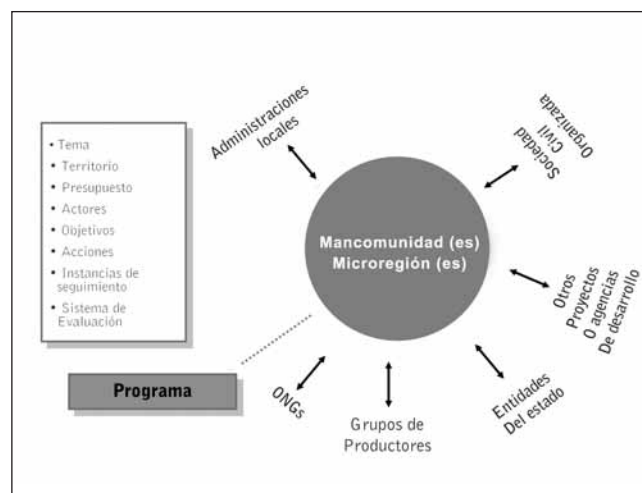 • Tema
• Territorio
• Presupuesto
• Actores
• Objetivos
• Acciones
• Instancias de
seguimiento
• Sistema de
Evaluación
Programa
Administraciones
locales
Mancomunidad (es)
Microregión (es)
Sociedad
Civil
Organizada
Otros
Proyectos
O agencias
De desarrollo
Entidades
Del estado
Grupos de
Productores
ONGs